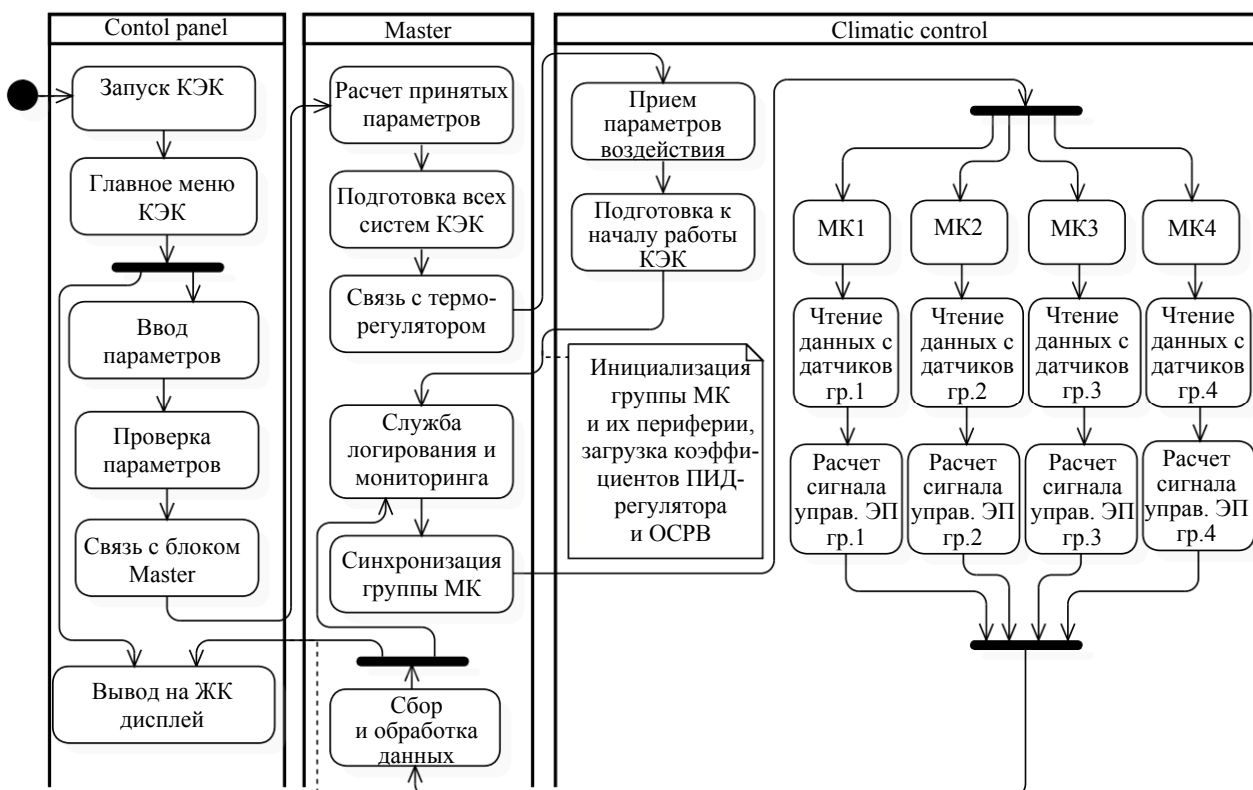 Contol panel
Master
Climatic control
Запуск КЭК
Главное меню
КЭК
Ввод
параметров
Проверка
параметров
Связь с блоком
Master
Вывод на ЖК
дисплей
Расчет принятых
параметров
Подготовка всех
систем КЭК
Связь с термо-
регулятором
Служба
логирования и
мониторинга
Синхронизация
группы МК
Сбор
и обработка
данных
Прием
параметров
воздействия
Подготовка к
началу работы
КЭК
Инициализация
группы МК
и их периферии,
загрузка коэффи-
циентов ПИД-
регулятора
и ОСРВ
МК1
МК2
МК3
МК4
Чтение
данных с
датчиков
гр.1
Чтение
данных с
датчиков
гр.2
Чтение
данных с
датчиков
гр.3
Чтение
данных с
датчиков
гр.4
Расчет
сигнала
управ. ЭП
гр.1
Расчет
сигнала
управ. ЭП
гр.2
Расчет
сигнала
управ. ЭП
гр.3
Расчет
сигнала
управ. ЭП
гр.4